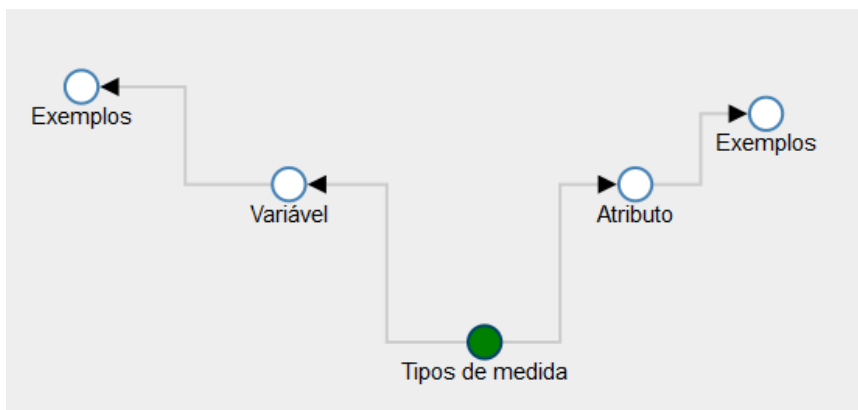 Exemplos
Exemplos
Variável
Atributo
Tipos de medida